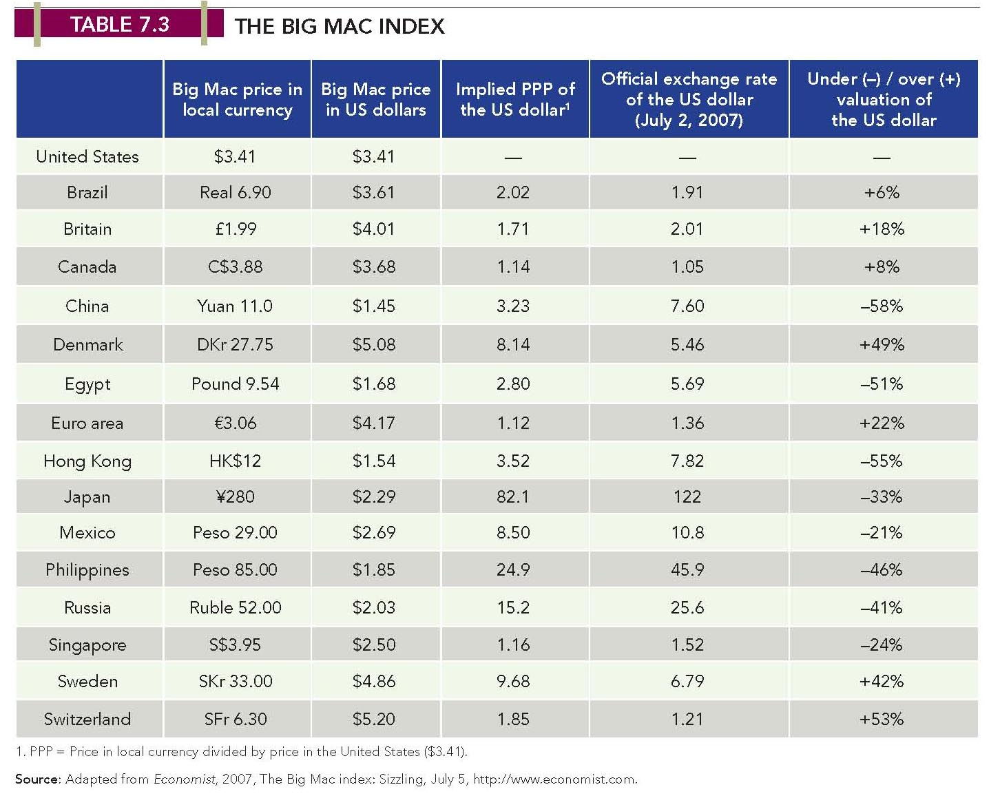 TABLE 7.3 THE BIG MAC INDEX
Big Mac price in local currency | Big Mac price in US dollars | Implied PPP of the US dollar¹ | Official exchange rate of the US dollar (July 2, 2007) | Under (–) / over (+) valuation of the US dollar
United States | $3.41 | $3.41 | — | — | —
Brazil | Real 6.90 | $3.61 | 2.02 | 1.91 | +6%
Britain | £1.99 | $4.01 | 1.71 | 2.01 | +18%
Canada | C$3.88 | $3.68 | 1.14 | 1.05 | +8%
China | Yuan 11.0 | $1.45 | 3.23 | 7.60 | –58%
Denmark | DKr 27.75 | $5.08 | 8.14 | 5.46 | +49%
Egypt | Pound 9.54 | $1.68 | 2.80 | 5.69 | –51%
Euro area | €3.06 | $4.17 | 1.12 | 1.36 | +22%
Hong Kong | HK$12 | $1.54 | 3.52 | 7.82 | –55%
Japan | ¥280 | $2.29 | 82.1 | 122 | –33%
Mexico | Peso 29.00 | $2.69 | 8.50 | 10.8 | –21%
Philippines | Peso 85.00 | $1.85 | 24.9 | 45.9 | –46%
Russia | Ruble 52.00 | $2.03 | 15.2 | 25.6 | –41%
Singapore | S$3.95 | $2.50 | 1.16 | 1.52 | –24%
Sweden | SKr 33.00 | $4.86 | 9.68 | 6.79 | +42%
Switzerland | SFr 6.30 | $5.20 | 1.85 | 1.21 | +53%
1. PPP = Price in local currency divided by price in the United States ($3.41).
Source: Adapted from Economist, 2007, The Big Mac index: Sizzling, July 5, http://www.economist.com.